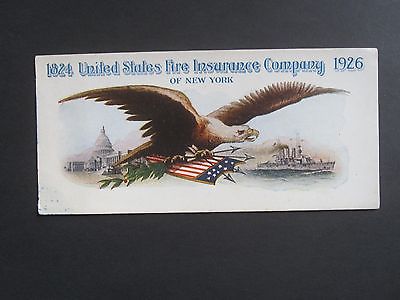 1824 United States Fire Insurance Company 1926
OF NEW YORK